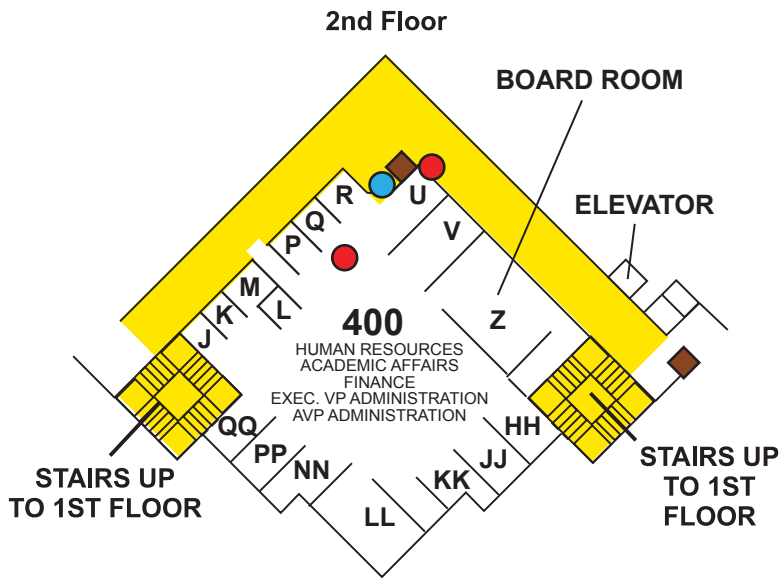 2nd Floor
BOARD ROOM
ELEVATOR
R
U
Q
V
P
M
L
K
J
Z
400
HUMAN RESOURCES
ACADEMIC AFFAIRS
FINANCE
EXEC. VP ADMINISTRATION
AVP ADMINISTRATION
QQ
PP
NN
LL
KK
JJ
HH
STAIRS UP
TO 1ST FLOOR
STAIRS UP
TO 1ST
FLOOR